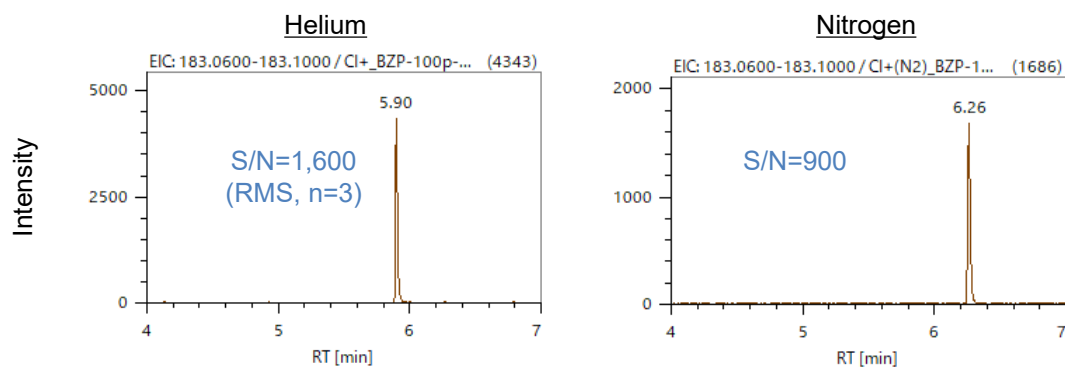 Helium
EIC: 183.0600-183.1000 / CI+_BZP-100p-... (4343)
Intensity
5000
2500
0
5.90
S/N=1,600
(RMS, n=3)
4 5 6 7
RT [min]
Nitrogen
EIC: 183.0600-183.1000 / CI+(N2)_BZP-1... (1686)
2000
1000
0
6.26
S/N=900
4 5 6 7
RT [min]